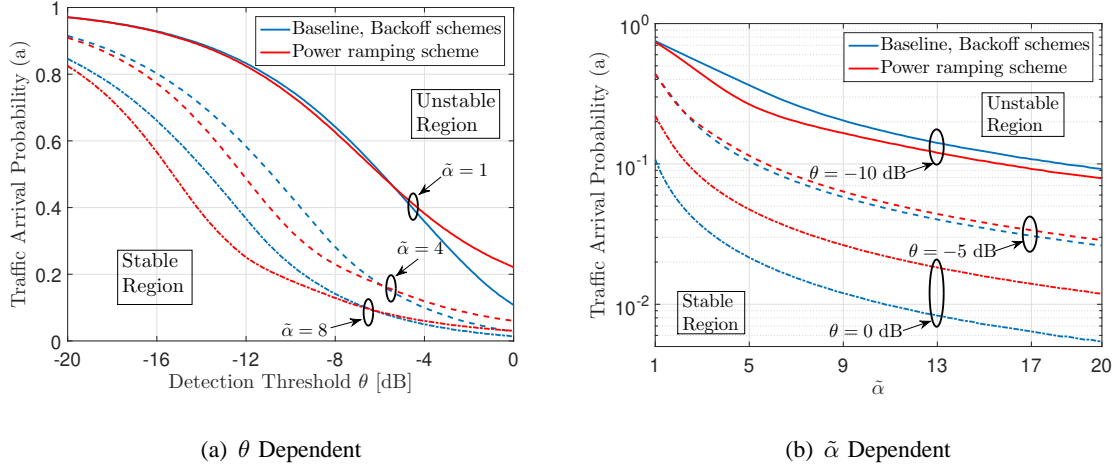 Traffic Arrival Probability (a)
1
0.8
0.6
0.4
0.2
0
-20
-16
-12
-8
-4
0
Detection Threshold θ [dB]
Baseline, Backoff schemes
Power ramping scheme
Unstable
Region
α̃ = 1
α̃ = 4
Stable
Region
α̃ = 8
(a) θ Dependent
Traffic Arrival Probability (a)
10^0
10^-1
10^-2
1
5
9
13
17
20
α̃
Baseline, Backoff schemes
Power ramping scheme
Unstable
Region
θ = −10 dB
θ = −5 dB
Stable
Region
θ = 0 dB
(b) α̃ Dependent